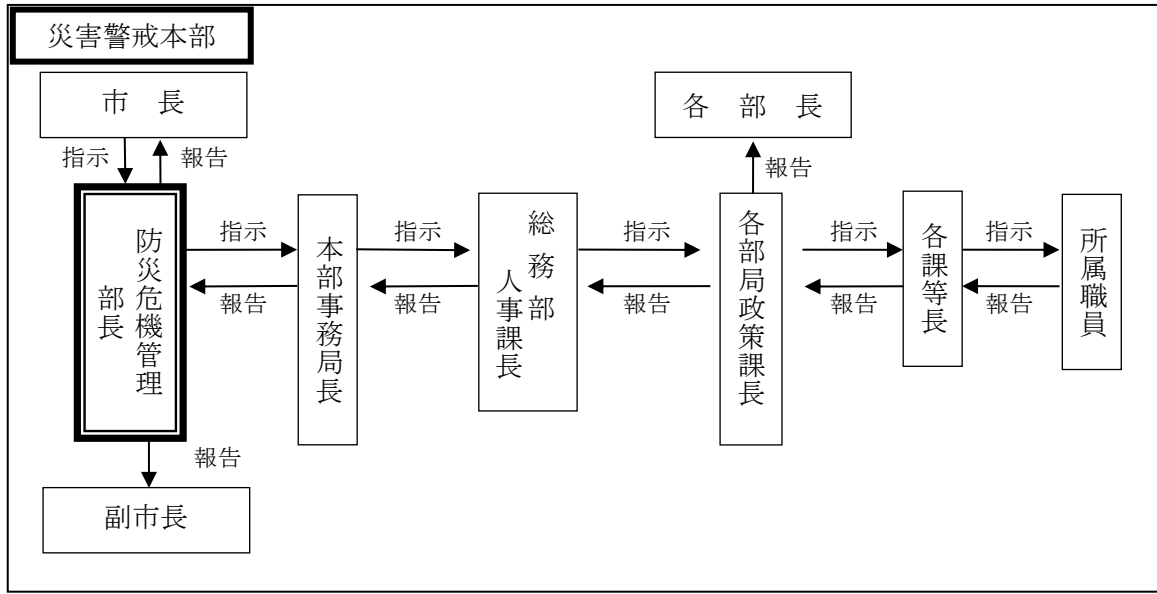 災害警戒本部
市　長
各　部　長
指示
報告
報告
防災危機管理
部長
指示
報告
本部事務局長
指示
報告
総務部
人事課長
指示
報告
各部局政策課長
指示
報告
各課等長
指示
報告
所属職員
報告
副市長